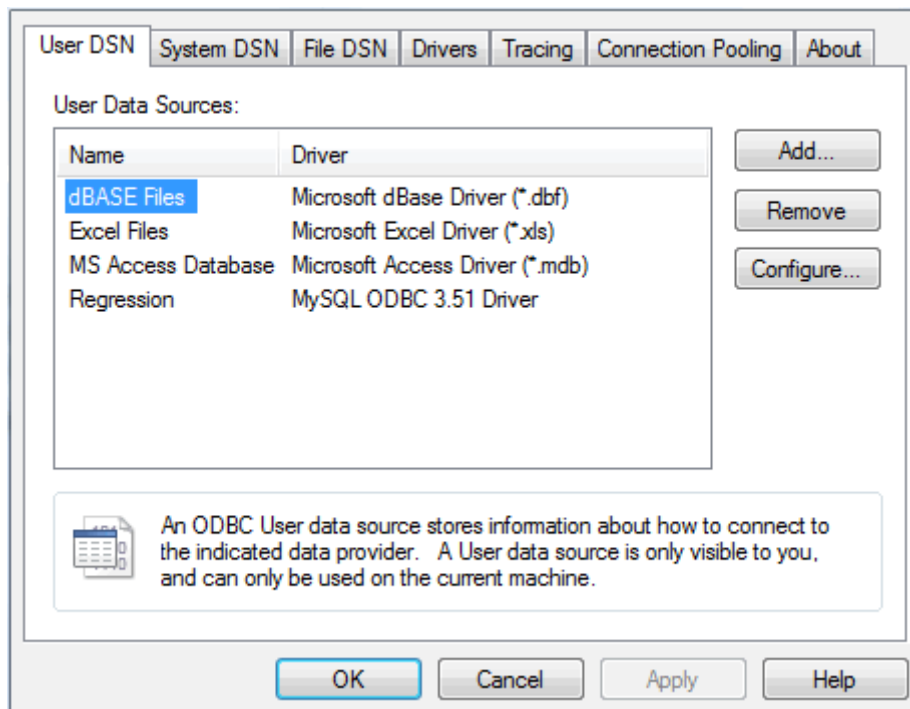 User DSN System DSN File DSN Drivers Tracing Connection Pooling About
User Data Sources:
Name Driver
dBASE Files Microsoft dBase Driver (*.dbf)
Excel Files Microsoft Excel Driver (*.xls)
MS Access Database Microsoft Access Driver (*.mdb)
Regression MySQL ODBC 3.51 Driver
Add...
Remove
Configure...
An ODBC User data source stores information about how to connect to
the indicated data provider. A User data source is only visible to you,
and can only be used on the current machine.
OK Cancel Apply Help